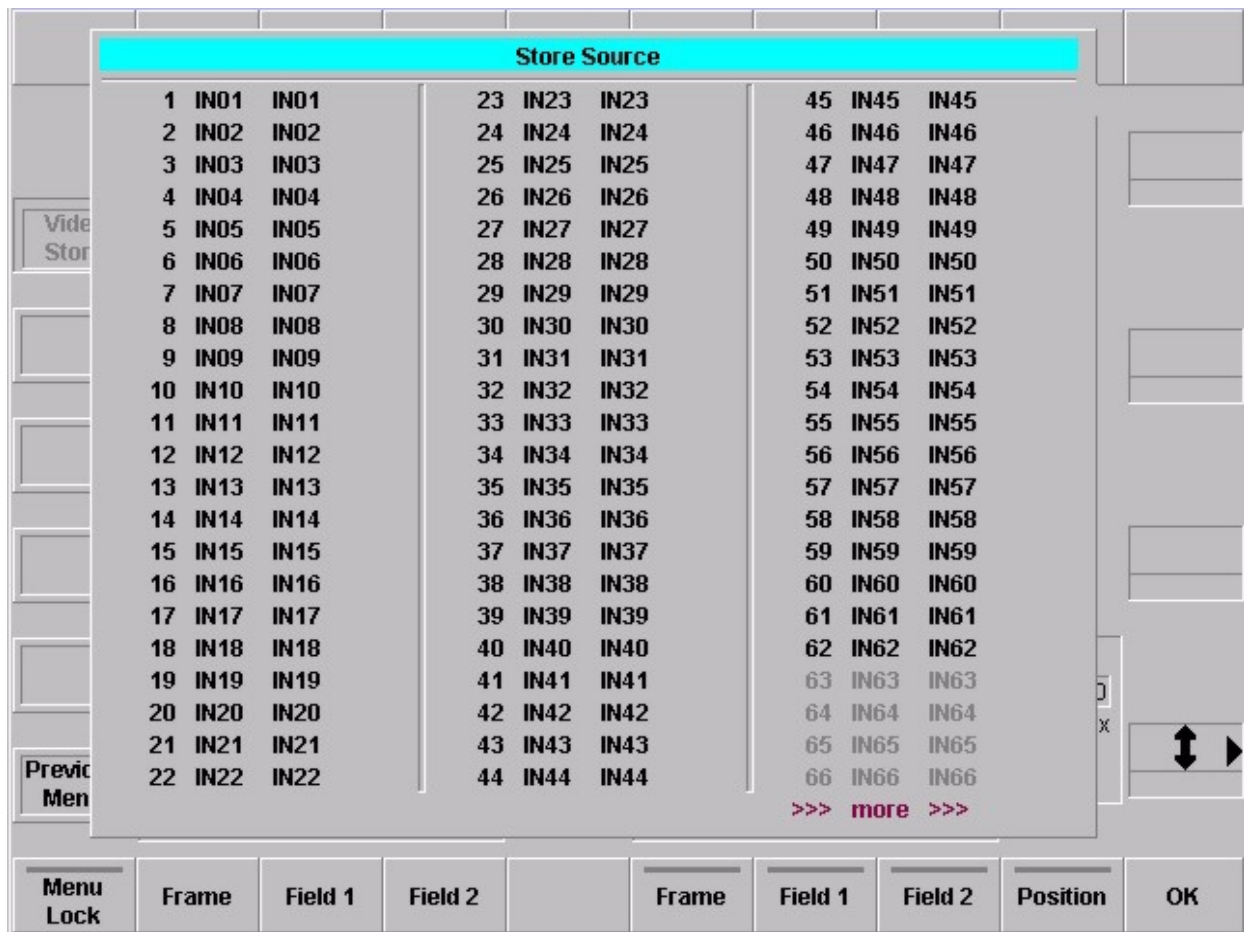 Store Source
1 IN01 IN01
2 IN02 IN02
3 IN03 IN03
4 IN04 IN04
5 IN05 IN05
6 IN06 IN06
7 IN07 IN07
8 IN08 IN08
9 IN09 IN09
10 IN10 IN10
11 IN11 IN11
12 IN12 IN12
13 IN13 IN13
14 IN14 IN14
15 IN15 IN15
16 IN16 IN16
17 IN17 IN17
18 IN18 IN18
19 IN19 IN19
20 IN20 IN20
21 IN21 IN21
22 IN22 IN22
23 IN23 IN23
24 IN24 IN24
25 IN25 IN25
26 IN26 IN26
27 IN27 IN27
28 IN28 IN28
29 IN29 IN29
30 IN30 IN30
31 IN31 IN31
32 IN32 IN32
33 IN33 IN33
34 IN34 IN34
35 IN35 IN35
36 IN36 IN36
37 IN37 IN37
38 IN38 IN38
39 IN39 IN39
40 IN40 IN40
41 IN41 IN41
42 IN42 IN42
43 IN43 IN43
44 IN44 IN44
45 IN45 IN45
46 IN46 IN46
47 IN47 IN47
48 IN48 IN48
49 IN49 IN49
50 IN50 IN50
51 IN51 IN51
52 IN52 IN52
53 IN53 IN53
54 IN54 IN54
55 IN55 IN55
56 IN56 IN56
57 IN57 IN57
58 IN58 IN58
59 IN59 IN59
60 IN60 IN60
61 IN61 IN61
62 IN62 IN62
63 IN63 IN63
64 IN64 IN64
65 IN65 IN65
66 IN66 IN66
>>> more >>>
Vide
Stor
Previo
Men
x
Menu
Lock
Frame
Field 1
Field 2
Frame
Field 1
Field 2
Position
OK